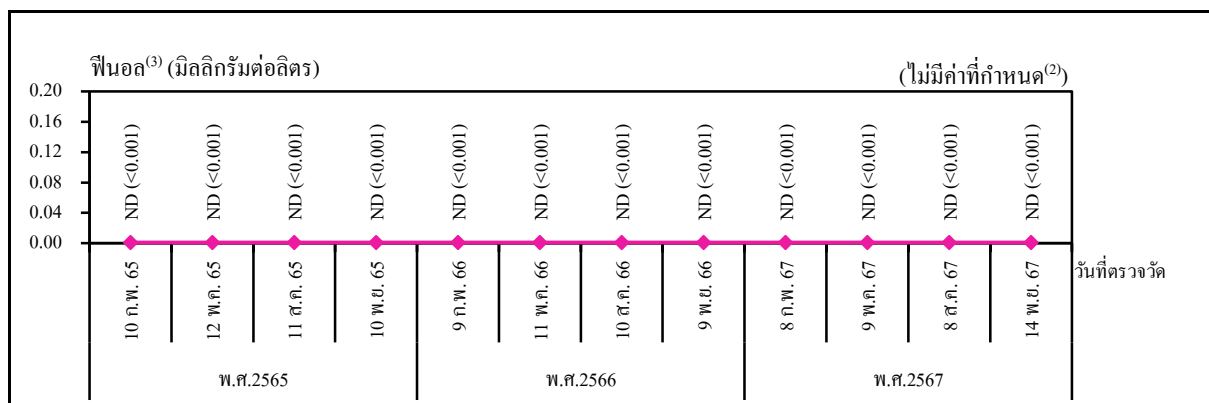 ฟีนอล(3) (มิลลิกรัมต่อลิตร) (ไม่มีค่าที่กำหนด(2))
0.20
0.16
0.12
0.08
0.04
0.00
ND (<0.001) ND (<0.001) ND (<0.001) ND (<0.001) ND (<0.001) ND (<0.001) ND (<0.001) ND (<0.001) ND (<0.001) ND (<0.001) ND (<0.001) ND (<0.001)
10 ก.พ. 65 12 พ.ค. 65 11 ส.ค. 65 10 พ.ย. 65 9 ก.พ. 66 11 พ.ค. 66 10 ส.ค. 66 9 พ.ย. 66 8 ก.พ. 67 9 พ.ค. 67 8 ส.ค. 67 14 พ.ย. 67 วันที่ตรวจวัด
พ.ศ.2565 พ.ศ.2566 พ.ศ.2567